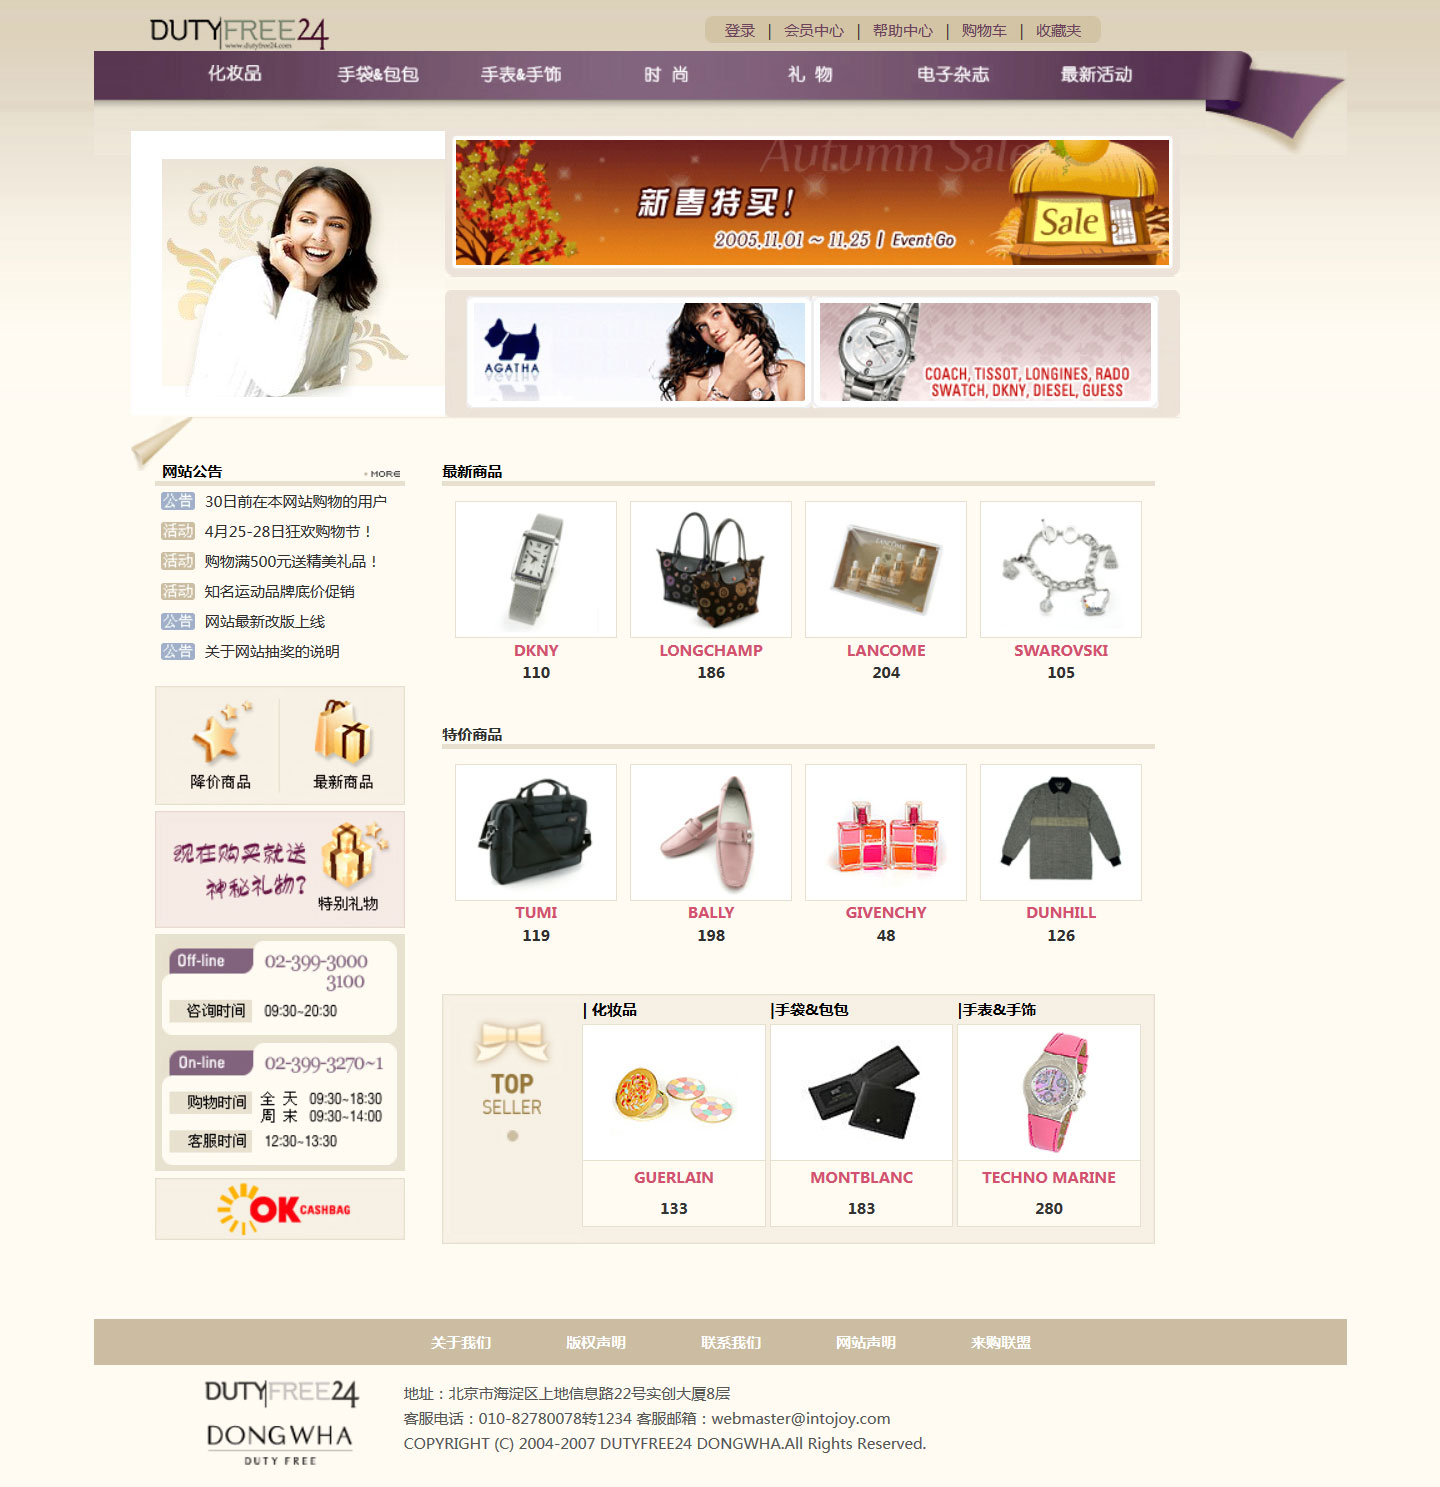 DUTYFREE24
www.dutyfree24.com
登录 | 会员中心 | 帮助中心 | 购物车 | 收藏夹
化妆品 手袋&包包 手表&手饰 时 尚 礼 物 电子杂志 最新活动
Autumn Sale
新春特买!
2005.11.01 ~ 11.25 | Event Go
Sale
AGATHA
COACH, TISSOT, LONGINES, RADO
SWATCH, DKNY, DIESEL, GUESS
网站公告
MORE
公告 30日前在本网站购物的用户
活动 4月25-28日狂欢购物节！
活动 购物满500元送精美礼品！
活动 知名运动品牌底价促销
公告 网站最新改版上线
公告 关于网站抽奖的说明
降价商品 最新商品
现在购买就送
神秘礼物?
特别礼物
Off-line 02-399-3000
3100
咨询时间 09:30~20:30
On-line 02-399-3270~1
购物时间 全 天 09:30~18:30
周 末 09:30~14:00
客服时间 12:30~13:30
OK CASHBAG
最新商品
LANCOME
DKNY LONGCHAMP LANCOME SWAROVSKI
110 186 204 105
特价商品
TUMI BALLY GIVENCHY DUNHILL
119 198 48 126
TOP
SELLER
| 化妆品 |手袋&包包 |手表&手饰
GUERLAIN MONTBLANC TECHNO MARINE
133 183 280
关于我们 版权声明 联系我们 网站声明 来购联盟
DUTYFREE24
DONGWHA
DUTY FREE
地址：北京市海淀区上地信息路22号实创大厦8层
客服电话：010-82780078转1234 客服邮箱：webmaster@intojoy.com
COPYRIGHT (C) 2004-2007 DUTYFREE24 DONGWHA.All Rights Reserved.